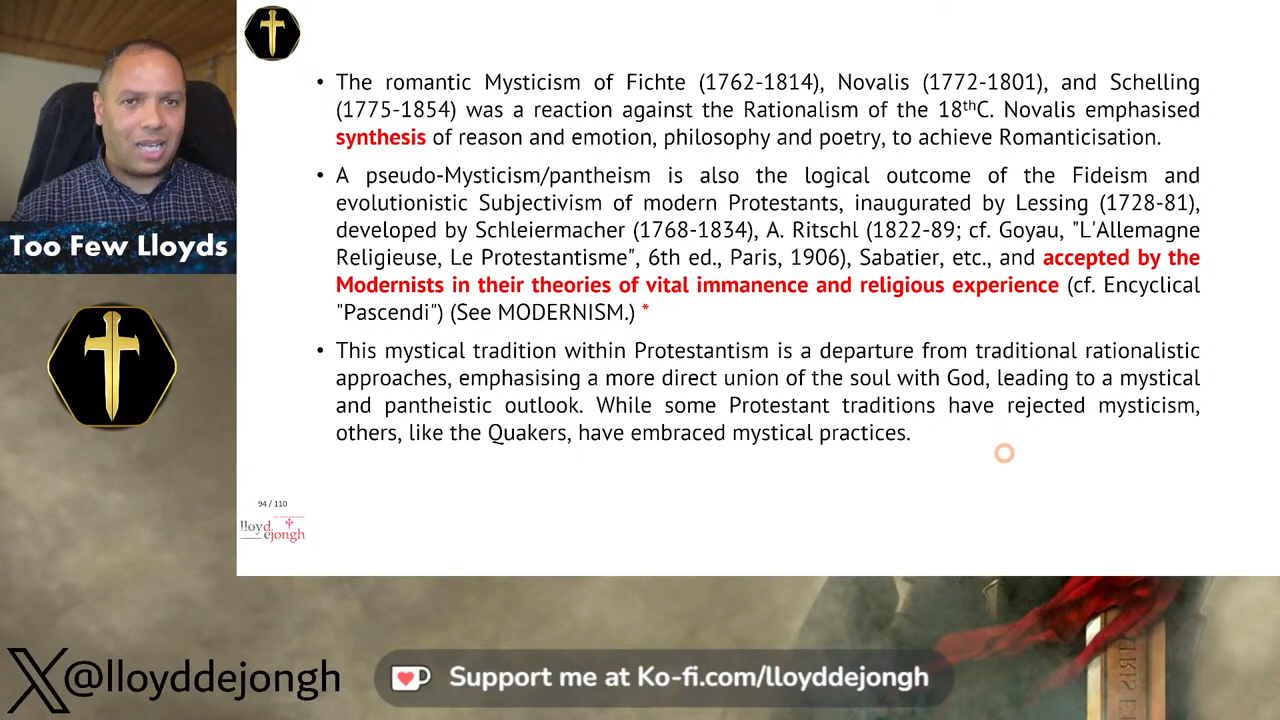 • The romantic Mysticism of Fichte (1762-1814), Novalis (1772-1801), and Schelling
(1775-1854) was a reaction against the Rationalism of the 18thC. Novalis emphasised
synthesis of reason and emotion, philosophy and poetry, to achieve Romanticisation.
• A pseudo-Mysticism/pantheism is also the logical outcome of the Fideism and
evolutionistic Subjectivism of modern Protestants, inaugurated by Lessing (1728-81),
developed by Schleiermacher (1768-1834), A. Ritschl (1822-89; cf. Goyau, "L'Allemagne
Religieuse, Le Protestantisme", 6th ed., Paris, 1906), Sabatier, etc., and accepted by the
Modernists in their theories of vital immanence and religious experience (cf. Encyclical
"Pascendi") (See MODERNISM.) *
• This mystical tradition within Protestantism is a departure from traditional rationalistic
approaches, emphasising a more direct union of the soul with God, leading to a mystical
and pantheistic outlook. While some Protestant traditions have rejected mysticism,
others, like the Quakers, have embraced mystical practices.
Too Few Lloyds
94 / 110
lloyd.
ejongh
X@lloyddejongh
Support me at Ko-fi.com/lloyddejongh